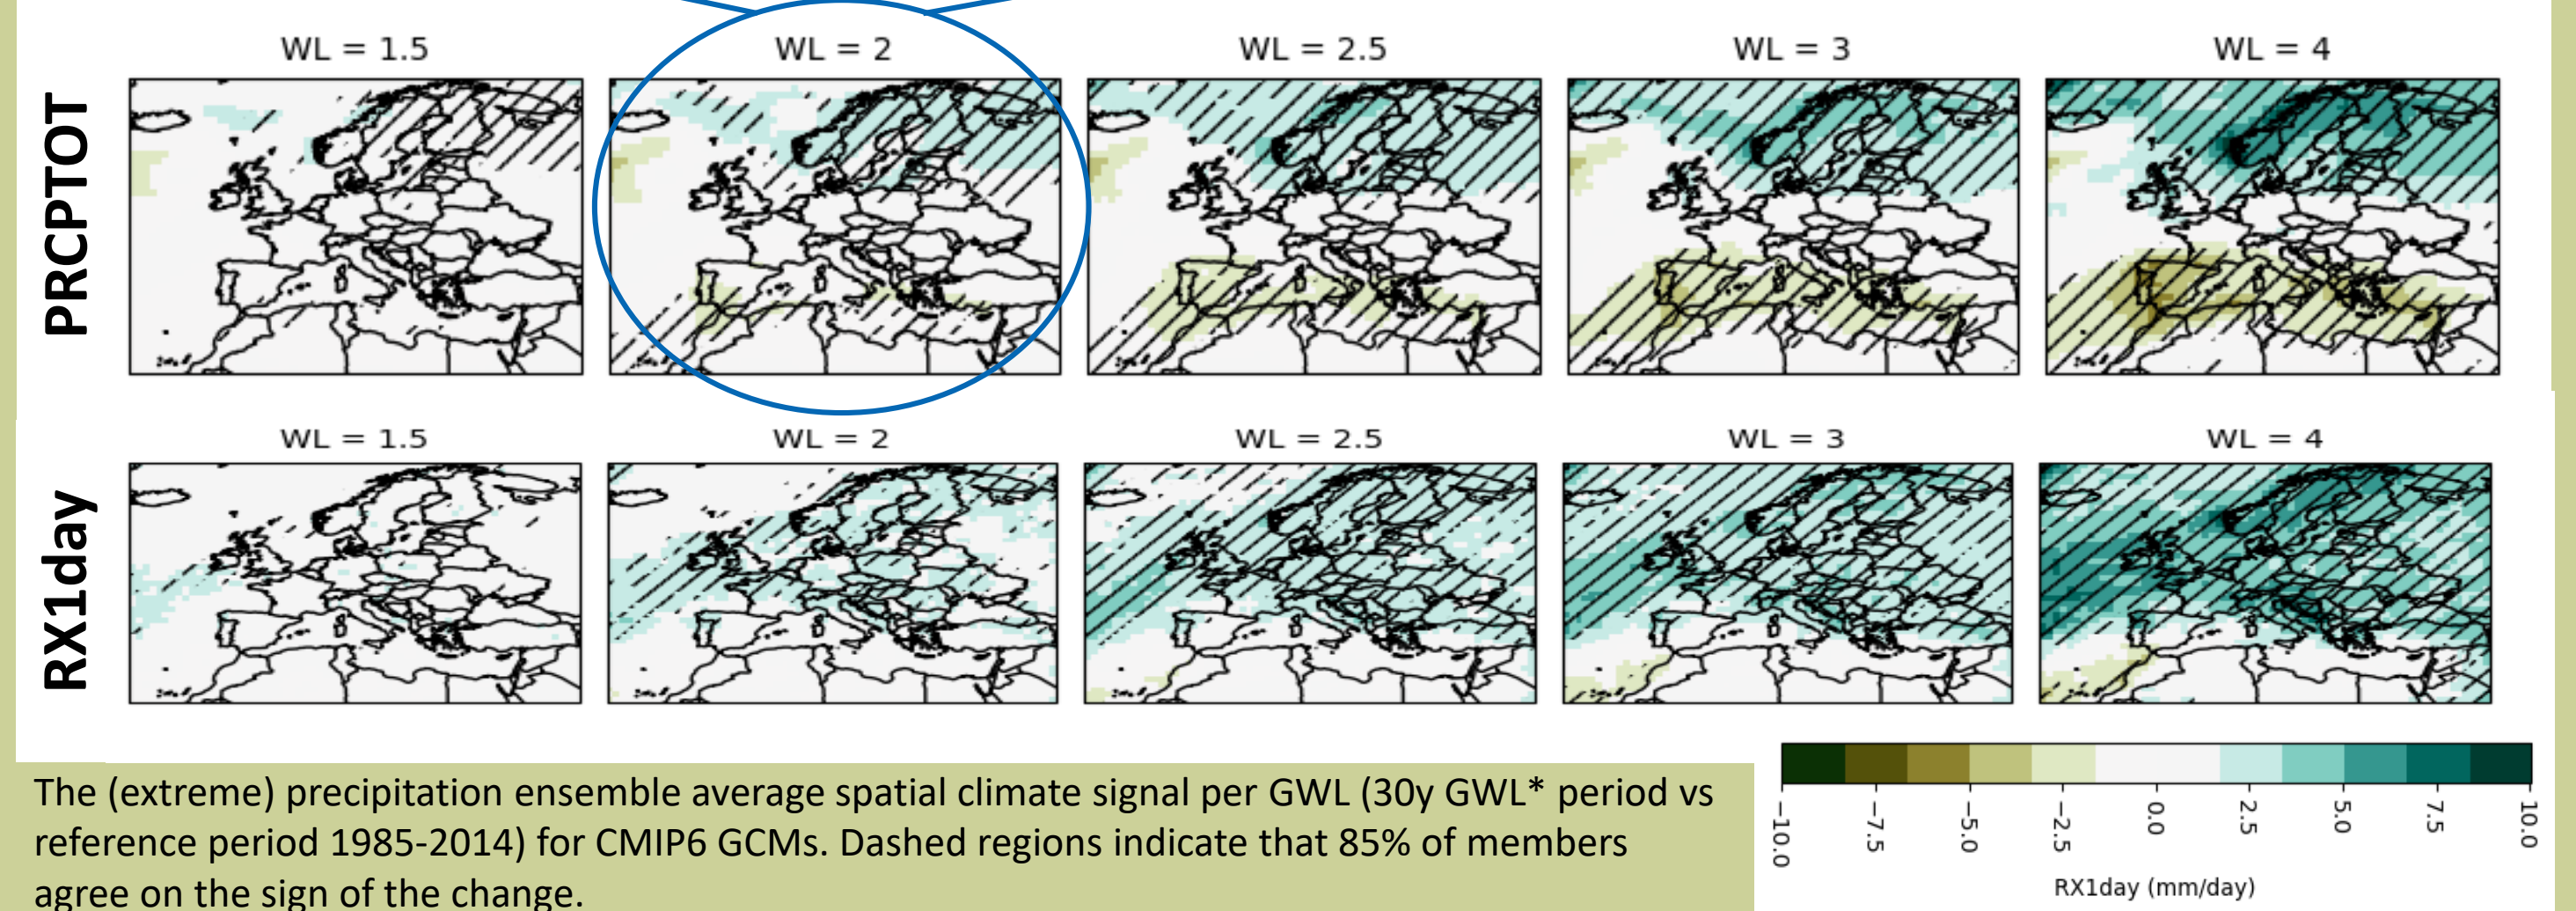 WL = 1.5
WL = 2
WL = 2.5
WL = 3
WL = 4
PRCPTOT
WL = 1.5
WL = 2
WL = 2.5
WL = 3
WL = 4
RX1day
The (extreme) precipitation ensemble average spatial climate signal per GWL (30y GWL* period vs
reference period 1985-2014) for CMIP6 GCMs. Dashed regions indicate that 85% of members
agree on the sign of the change.
−10.0
−7.5
−5.0
−2.5
0.0
2.5
5.0
7.5
10.0
RX1day (mm/day)